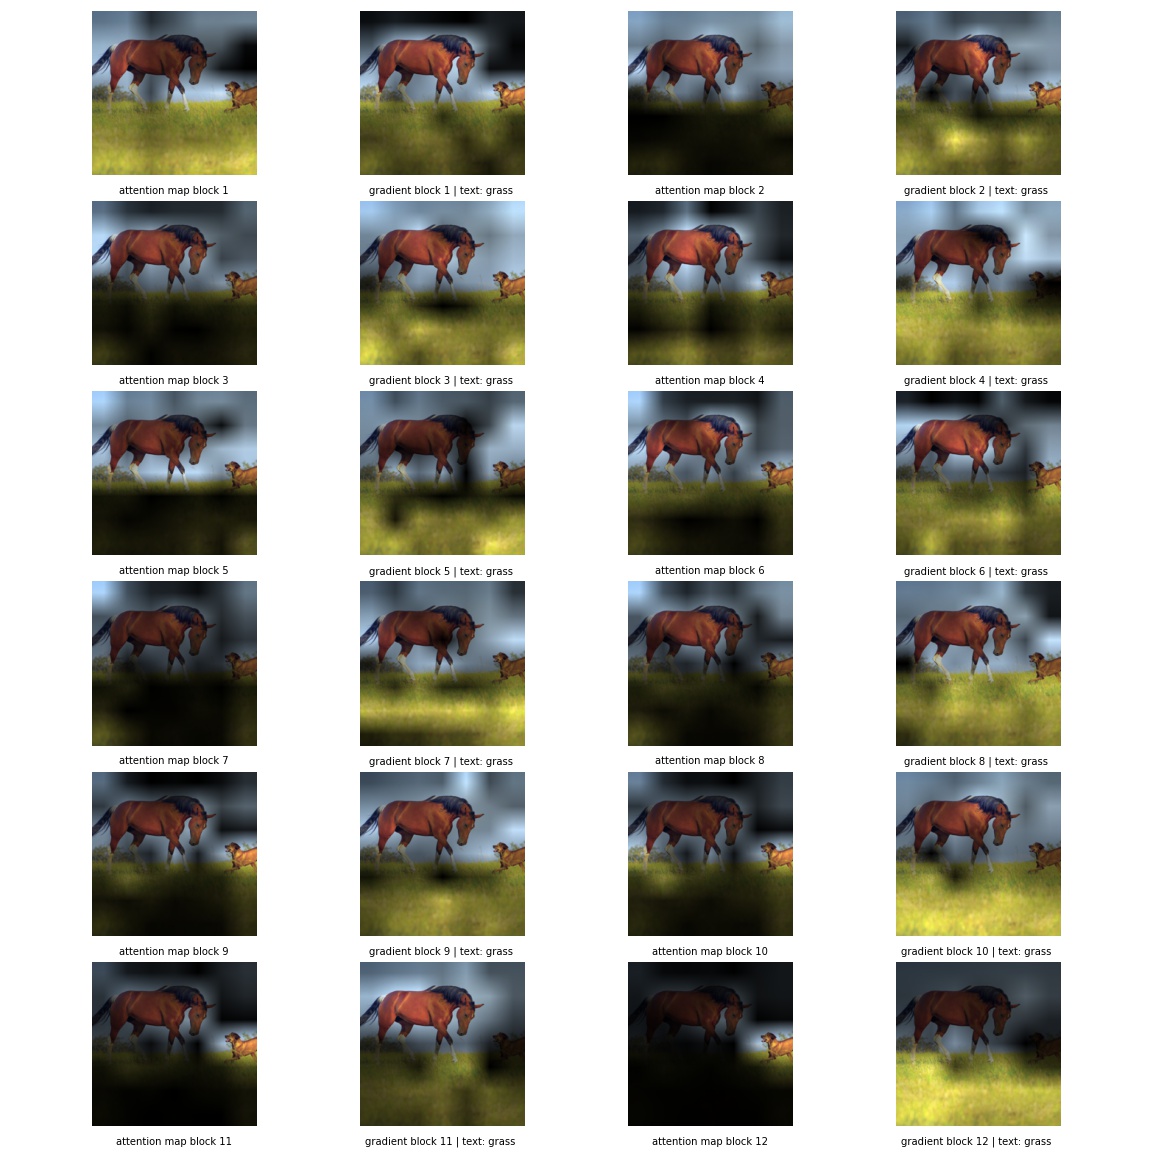 attention map block 1
gradient block 1 | text: grass
attention map block 2
gradient block 2 | text: grass
attention map block 3
gradient block 3 | text: grass
attention map block 4
gradient block 4 | text: grass
attention map block 5
gradient block 5 | text: grass
attention map block 6
gradient block 6 | text: grass
attention map block 7
gradient block 7 | text: grass
attention map block 8
gradient block 8 | text: grass
attention map block 9
gradient block 9 | text: grass
attention map block 10
gradient block 10 | text: grass
attention map block 11
gradient block 11 | text: grass
attention map block 12
gradient block 12 | text: grass